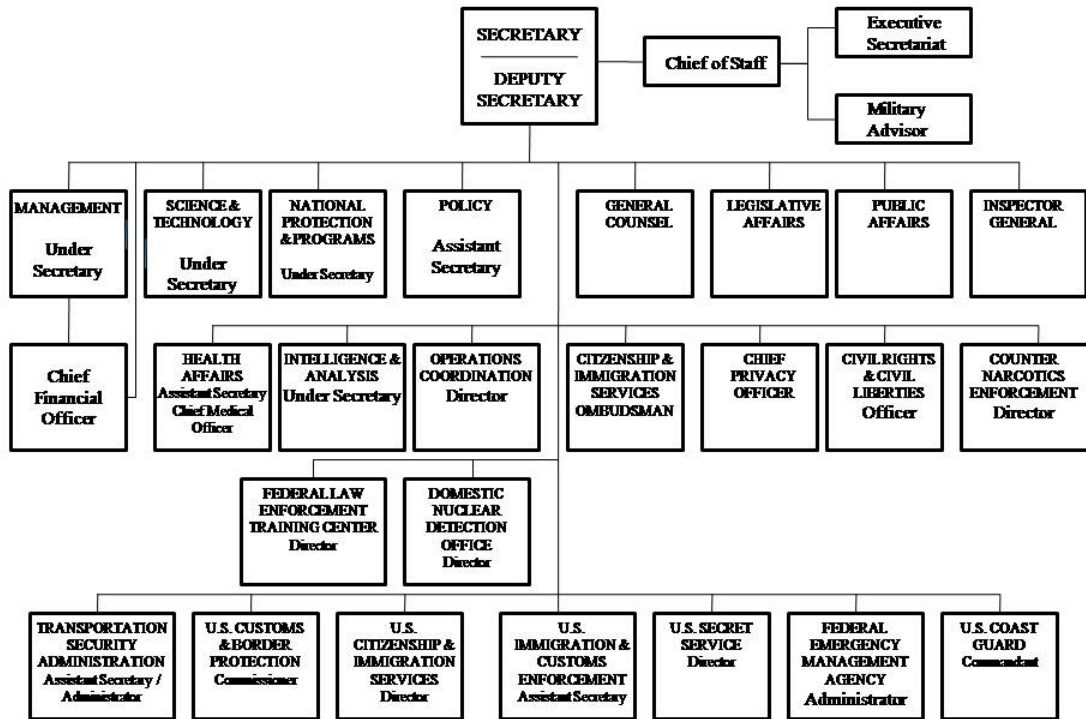 SECRETARY
DEPUTY
SECRETARY
Chief of Staff
Executive
Secretariat
Military
Advisor
MANAGEMENT
Under
Secretary
SCIENCE &
TECHNOLOGY
Under
Secretary
NATIONAL
PROTECTION
& PROGRAMS
Under Secretary
POLICY
Assistant
Secretary
GENERAL
COUNSEL
LEGISLATIVE
AFFAIRS
PUBLIC
AFFAIRS
INSPECTOR
GENERAL
Chief
Financial
Officer
HEALTH
AFFAIRS
Assistant Secretary
Chief Medical
Officer
INTELLIGENCE &
ANALYSIS
Under Secretary
OPERATIONS
COORDINATION
Director
CITIZENSHIP &
IMMIGRATION
SERVICES
OMBUDSMAN
CHIEF
PRIVACY
OFFICER
CIVIL RIGHTS
& CIVIL
LIBERTIES
Officer
COUNTER
NARCOTICS
ENFORCEMENT
Director
FEDERAL LAW
ENFORCEMENT
TRAINING CENTER
Director
DOMESTIC
NUCLEAR
DETECTION
OFFICE
Director
TRANSPORTATION
SECURITY
ADMINISTRATION
Assistant Secretary /
Administrator
U.S. CUSTOMS
& BORDER
PROTECTION
Commissioner
U.S.
CITIZENSHIP &
IMMIGRATION
SERVICES
Director
U.S.
IMMIGRATION &
CUSTOMS
ENFORCEMENT
Assistant Secretary
U.S. SECRET
SERVICE
Director
FEDERAL
EMERGENCY
MANAGEMENT
AGENCY
Administrator
U.S. COAST
GUARD
Commandant